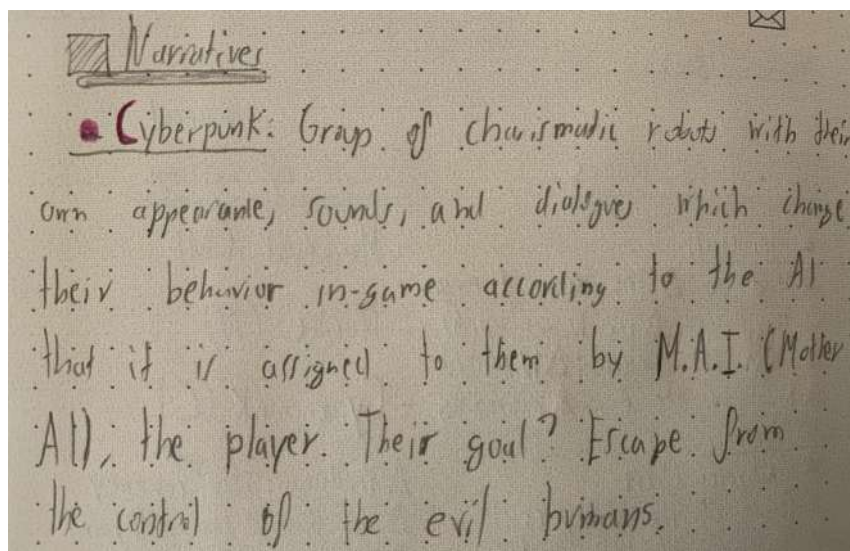 Narratives
Cyberpunk: Group of charismatic robots with their
own appearance, sounds, and dialogues which change
their behavior in-game according to the AI
that it is assigned to them by M.A.I. (Mother
AI), the player. Their goal? Escape from
the control of the evil humans.